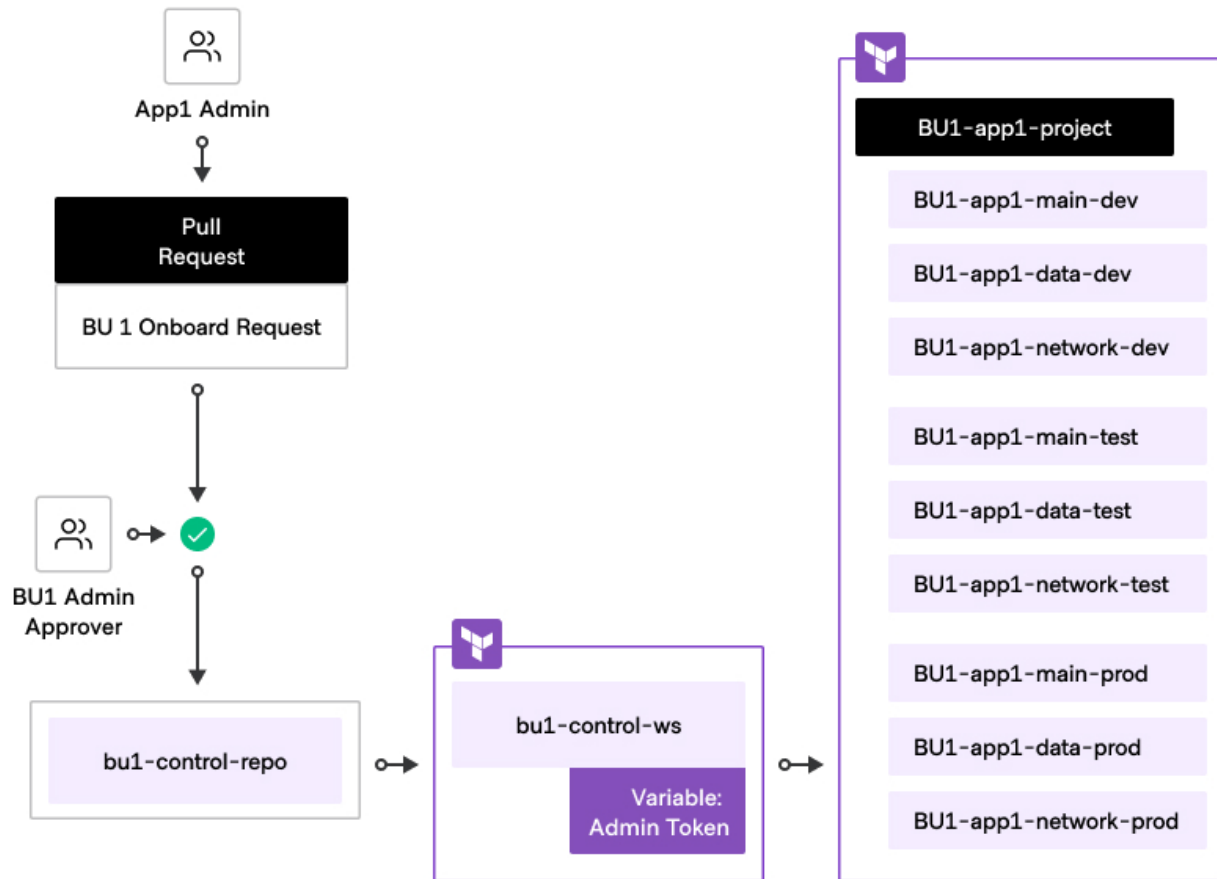 App1 Admin
Pull
Request
BU 1 Onboard Request
BU1 Admin
Approver
bu1-control-repo
bu1-control-ws
Variable:
Admin Token
BU1-app1-project
BU1-app1-main-dev
BU1-app1-data-dev
BU1-app1-network-dev
BU1-app1-main-test
BU1-app1-data-test
BU1-app1-network-test
BU1-app1-main-prod
BU1-app1-data-prod
BU1-app1-network-prod